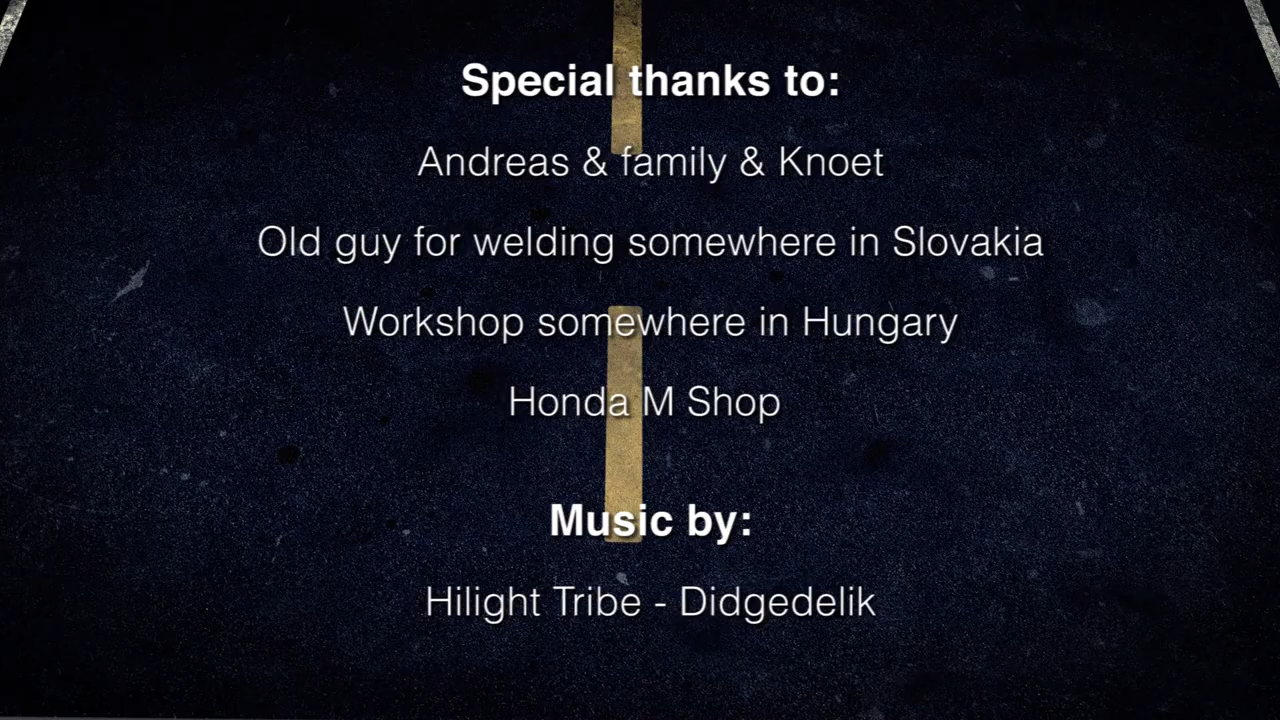 Special thanks to:
Andreas & family & Knoet
Old guy for welding somewhere in Slovakia
Workshop somewhere in Hungary
Honda M Shop
Music by:
Hilight Tribe - Didgedelik